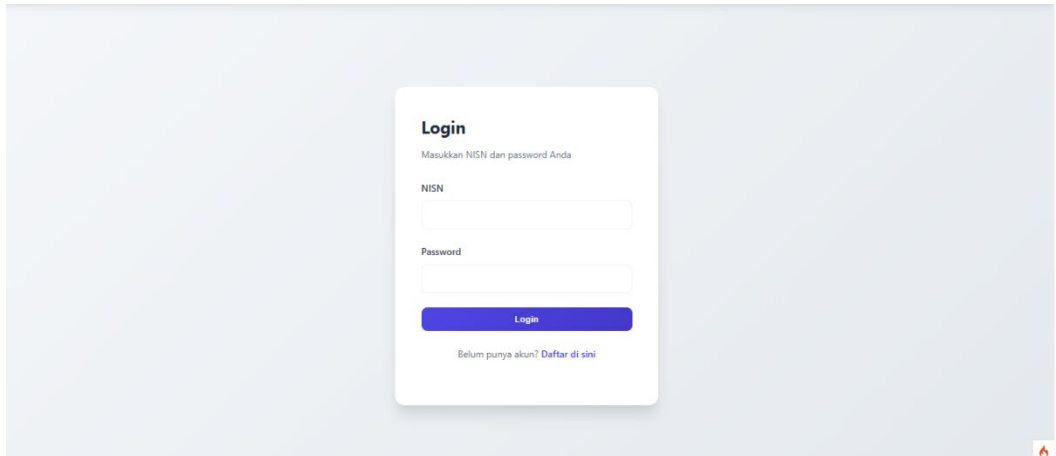 Login
Masukkan NISN dan password Anda
NISN
Password
Login
Belum punya akun? Daftar di sini